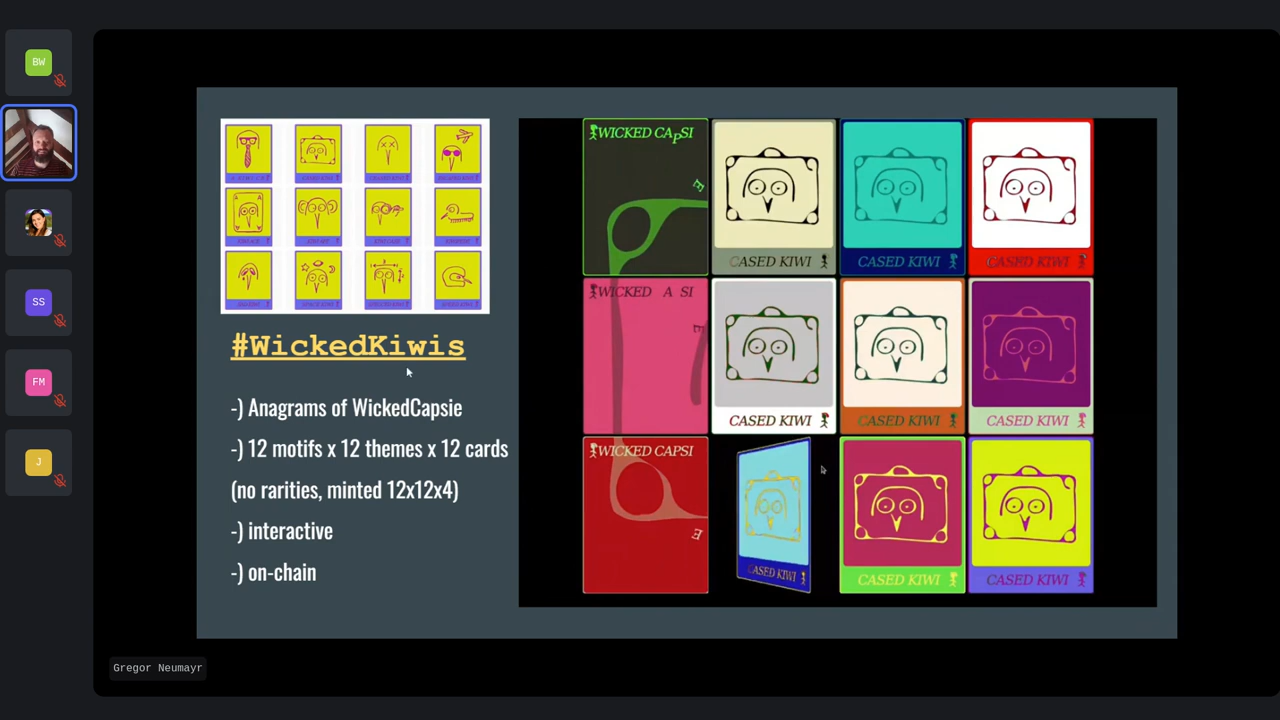 BW
SS
FM
J
#WickedKiwis
-) Anagrams of WickedCapsie
-) 12 motifs x 12 themes x 12 cards
(no rarities, minted 12x12x4)
-) interactive
-) on-chain
WICKED CAPSI
E
CASED KIWI
CASED KIWI
CASED KIWI
WICKED A SI
E
CASED KIWI
CASED KIWI
CASED KIWI
WICKED CAPSI
E
CASED KIWI
CASED KIWI
CASED KIWI
CASED KIWI
Gregor Neumayr